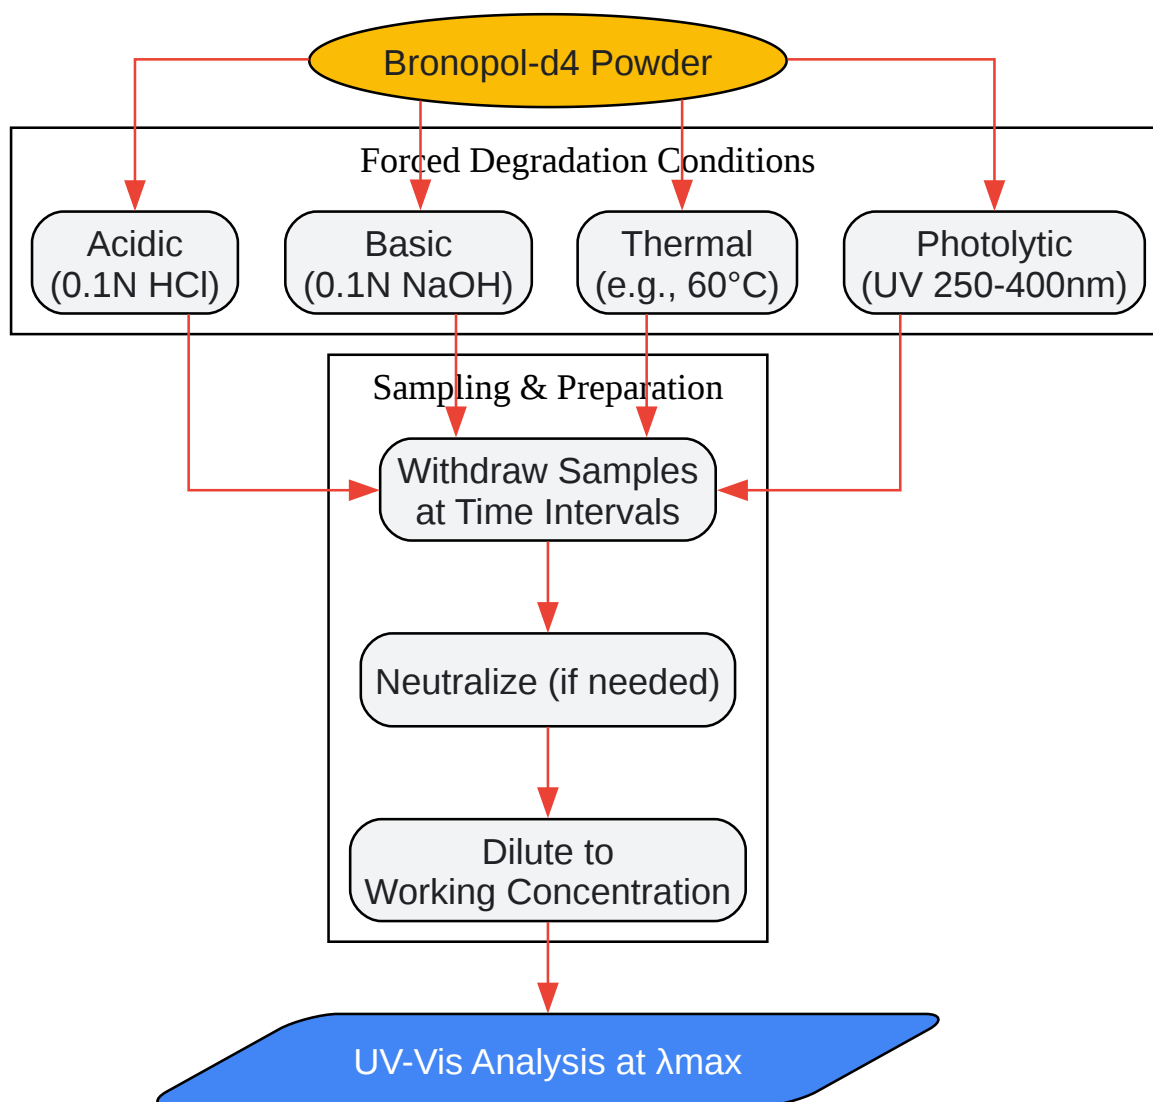 Bronopol-d4 Powder
Forced Degradation Conditions
Acidic
(0.1N HCl)
Basic
(0.1N NaOH)
Thermal
(e.g., 60°C)
Photolytic
(UV 250-400nm)
Sampling & Preparation
Withdraw Samples
at Time Intervals
Neutralize (if needed)
Dilute to
Working Concentration
UV-Vis Analysis at λmax